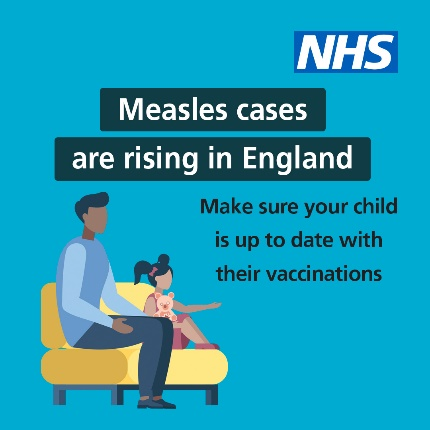 NHS
Measles cases
are rising in England
Make sure your child
is up to date with
their vaccinations